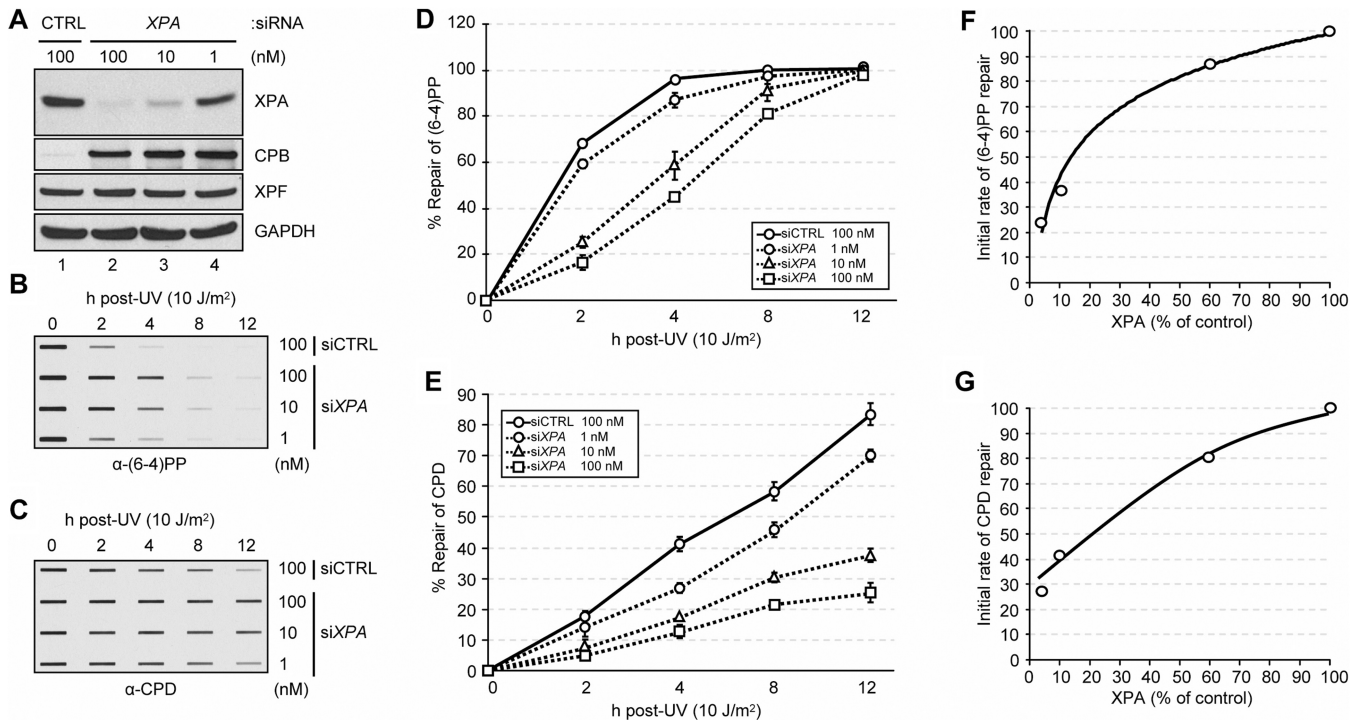 A
CTRL XPA :siRNA
100 100 10 1 (nM)
XPA
CPB
XPF
GAPDH
1 2 3 4
B
h post-UV (10 J/m²)
0 2 4 8 12
100 siCTRL
100
10 siXPA
1
α-(6-4)PP (nM)
C
h post-UV (10 J/m²)
0 2 4 8 12
100 siCTRL
100
10 siXPA
1
α-CPD (nM)
D
120
100
80
60
40
20
0
% Repair of (6-4)PP
siCTRL 100 nM
siXPA 1 nM
siXPA 10 nM
siXPA 100 nM
0 2 4 8 12
h post-UV (10 J/m²)
E
90
80
70
60
50
40
30
20
10
0
% Repair of CPD
siCTRL 100 nM
siXPA 1 nM
siXPA 10 nM
siXPA 100 nM
0 2 4 8 12
h post-UV (10 J/m²)
F
100
90
80
70
60
50
40
30
20
10
0
Initial rate of (6-4)PP repair
0 10 20 30 40 50 60 70 80 90 100
XPA (% of control)
G
100
90
80
70
60
50
40
30
20
10
0
Initial rate of CPD repair
0 10 20 30 40 50 60 70 80 90 100
XPA (% of control)